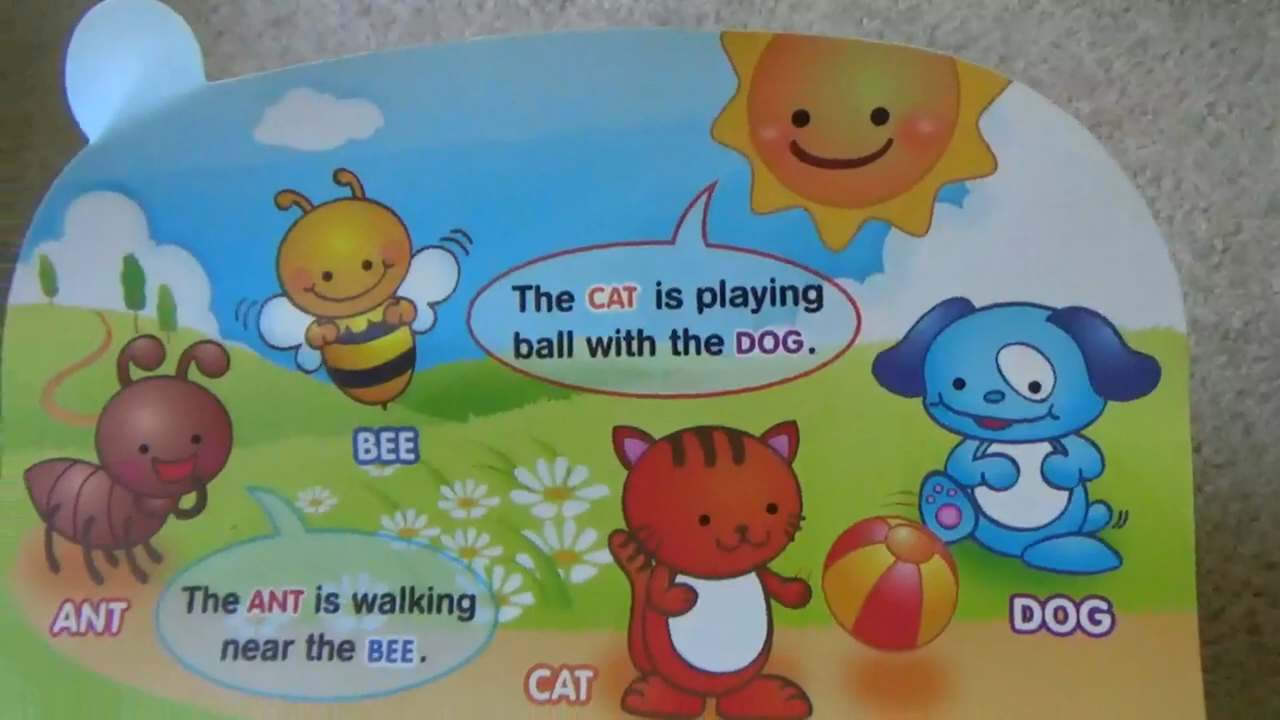 The CAT is playing
ball with the DOG.
BEE
The ANT is walking
near the BEE.
ANT
CAT
DOG